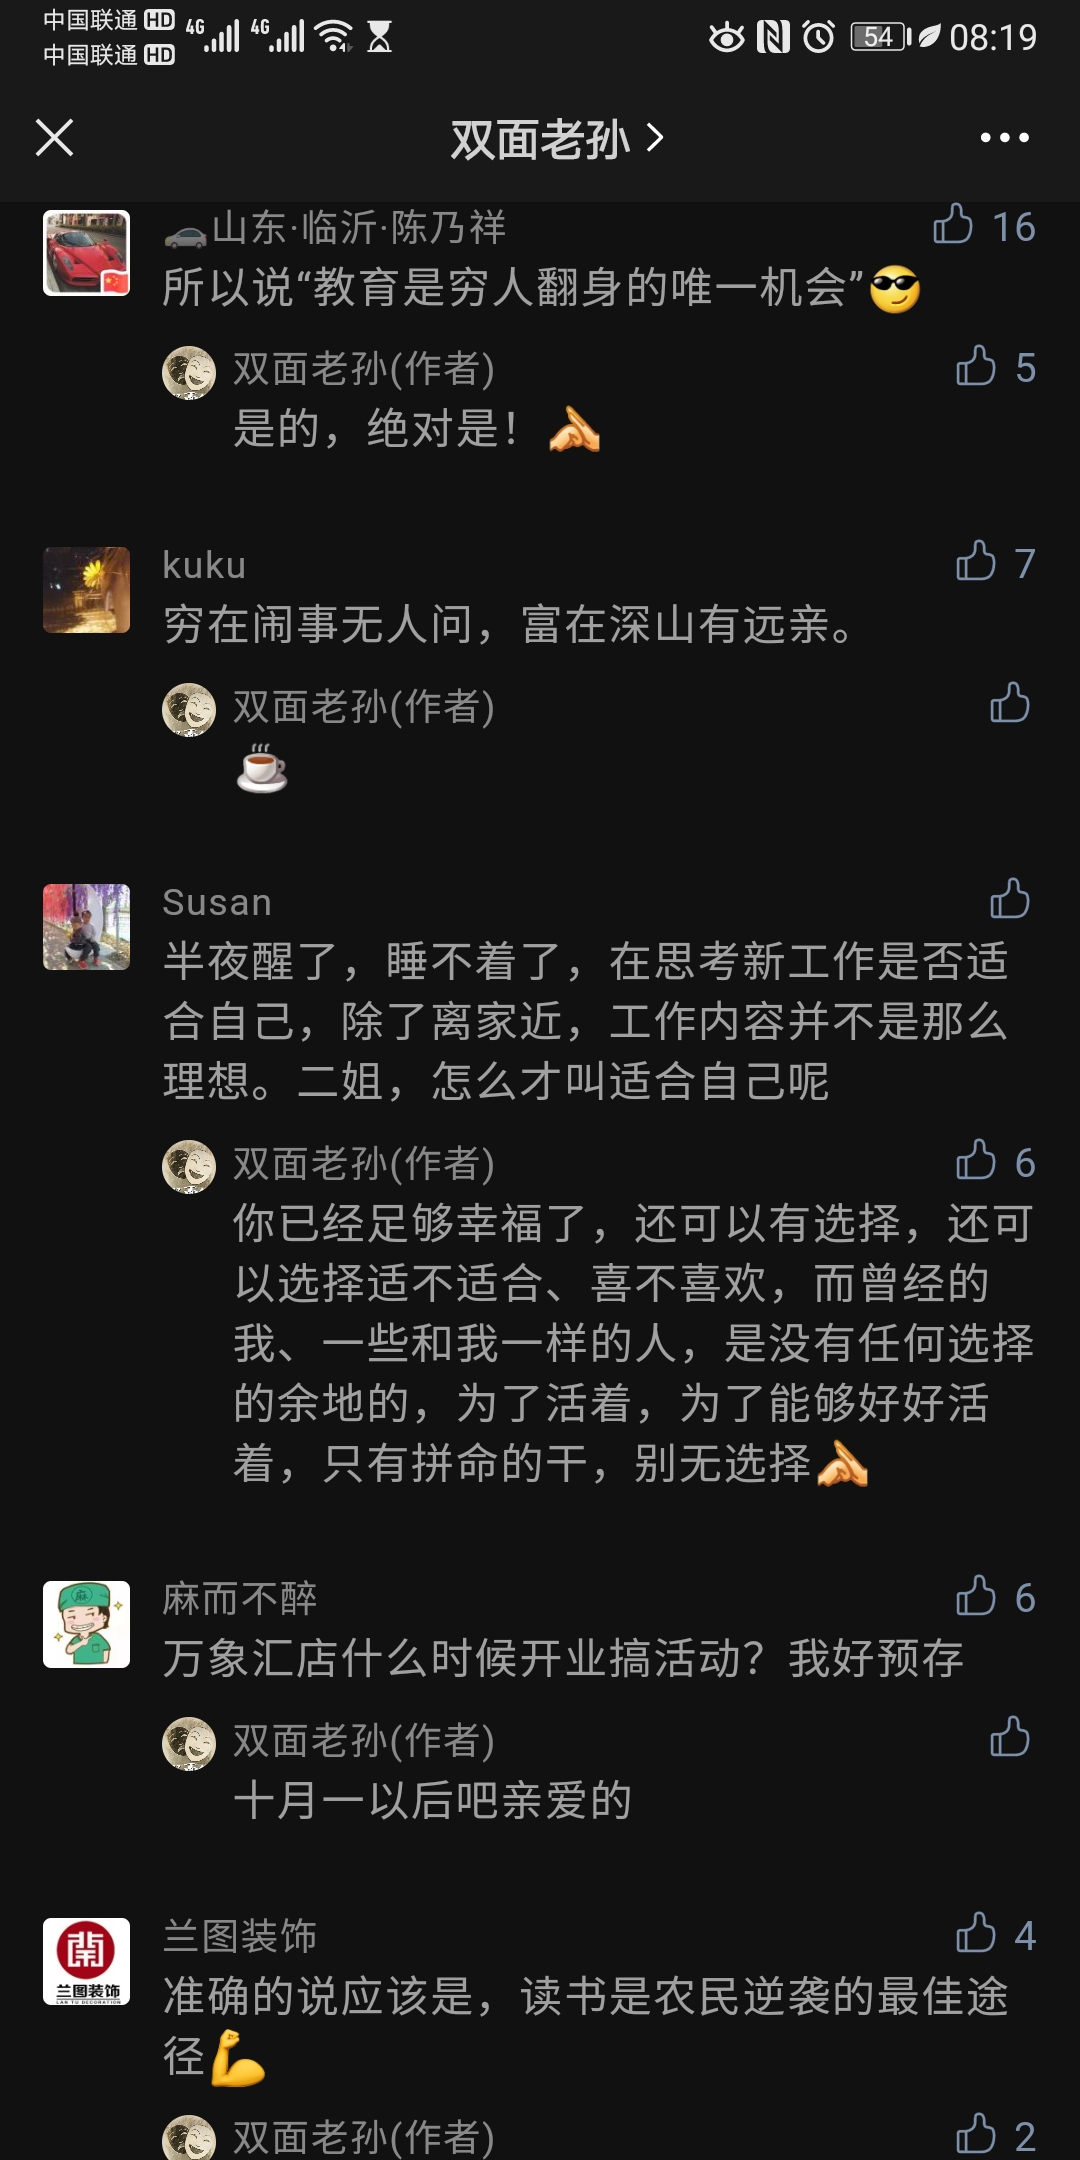 中国联通 HD 4G 4G 54 08:19
中国联通 HD
双面老孙
山东·临沂·陈乃祥 16
所以说“教育是穷人翻身的唯一机会”
双面老孙(作者) 5
是的，绝对是！
kuku 7
穷在闹事无人问，富在深山有远亲。
双面老孙(作者)
Susan
半夜醒了，睡不着了，在思考新工作是否适
合自己，除了离家近，工作内容并不是那么
理想。二姐，怎么才叫适合自己呢
双面老孙(作者) 6
你已经足够幸福了，还可以有选择，还可
以选择适不适合、喜不喜欢，而曾经的
我、一些和我一样的人，是没有任何选择
的余地的，为了活着，为了能够好好活
着，只有拼命的干，别无选择
麻
麻而不醉 6
万象汇店什么时候开业搞活动？我好预存
双面老孙(作者)
十月一以后吧亲爱的
兰图装饰 4
兰图装饰
LAN TU DECORATION
准确的说应该是，读书是农民逆袭的最佳途
径
双面老孙(作者) 2